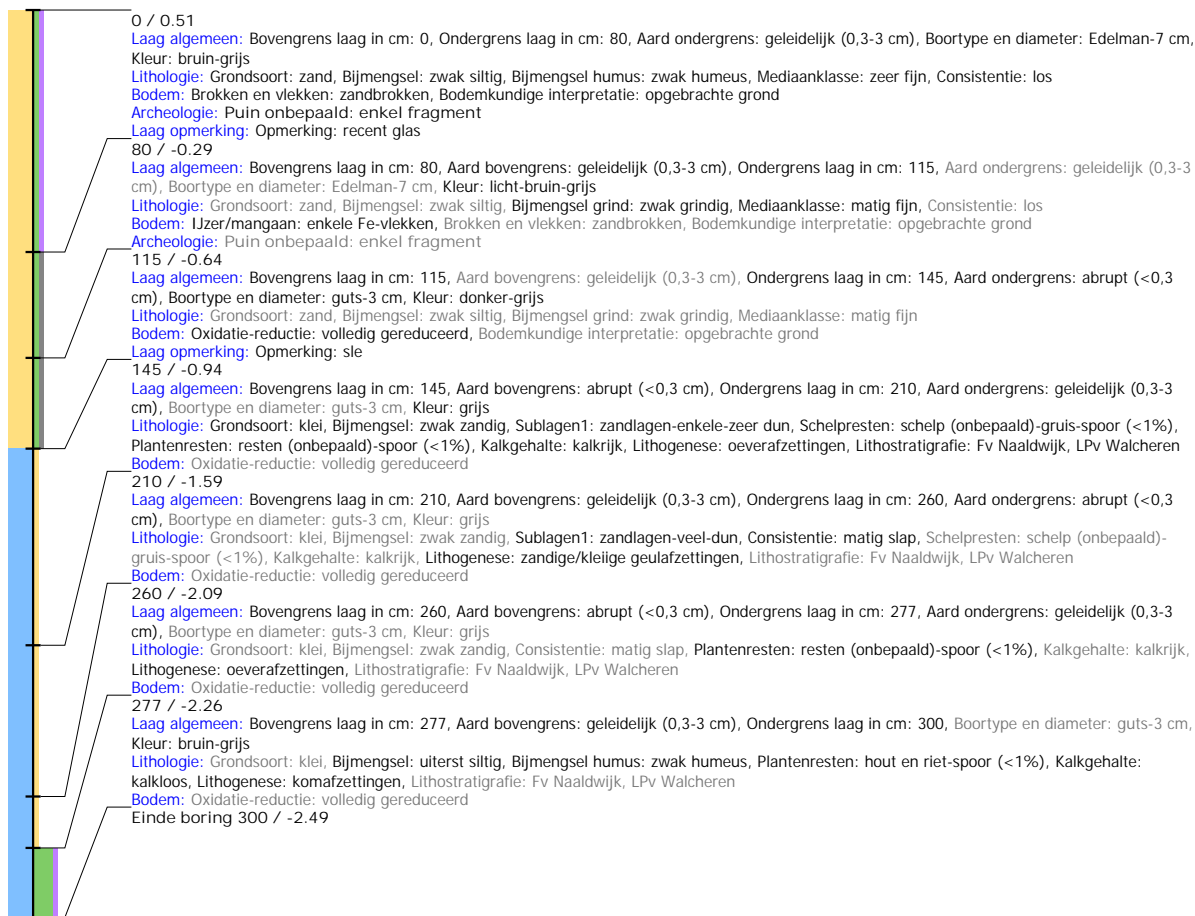 0 / 0.51
Laag algemeen: Bovengrens laag in cm: 0, Ondergrens laag in cm: 80, Aard ondergrens: geleidelijk (0,3-3 cm), Boortype en diameter: Edelman-7 cm,
Kleur: bruin-grijs
Lithologie: Grondsoort: zand, Bijmengsel: zwak siltig, Bijmengsel humus: zwak humeus, Mediaanklasse: zeer fijn, Consistentie: los
Bodem: Brokken en vlekken: zandbrokken, Bodemkundige interpretatie: opgebrachte grond
Archeologie: Puin onbepaald: enkel fragment
Laag opmerking: Opmerking: recent glas
80 / -0.29
Laag algemeen: Bovengrens laag in cm: 80, Aard bovengrens: geleidelijk (0,3-3 cm), Ondergrens laag in cm: 115, Aard ondergrens: geleidelijk (0,3-3
cm), Boortype en diameter: Edelman-7 cm, Kleur: licht-bruin-grijs
Lithologie: Grondsoort: zand, Bijmengsel: zwak siltig, Bijmengsel grind: zwak grindig, Mediaanklasse: matig fijn, Consistentie: los
Bodem: IJzer/mangaan: enkele Fe-vlekken, Brokken en vlekken: zandbrokken, Bodemkundige interpretatie: opgebrachte grond
Archeologie: Puin onbepaald: enkel fragment
115 / -0.64
Laag algemeen: Bovengrens laag in cm: 115, Aard bovengrens: geleidelijk (0,3-3 cm), Ondergrens laag in cm: 145, Aard ondergrens: abrupt (<0,3
cm), Boortype en diameter: guts-3 cm, Kleur: donker-grijs
Lithologie: Grondsoort: zand, Bijmengsel: zwak siltig, Bijmengsel grind: zwak grindig, Mediaanklasse: matig fijn
Bodem: Oxidatie-reductie: volledig gereduceerd, Bodemkundige interpretatie: opgebrachte grond
Laag opmerking: Opmerking: sle
145 / -0.94
Laag algemeen: Bovengrens laag in cm: 145, Aard bovengrens: abrupt (<0,3 cm), Ondergrens laag in cm: 210, Aard ondergrens: geleidelijk (0,3-3
cm), Boortype en diameter: guts-3 cm, Kleur: grijs
Lithologie: Grondsoort: klei, Bijmengsel: zwak zandig, Sublagen1: zandlagen-enkele-zeer dun, Schelpresten: schelp (onbepaald)-gruis-spoor (<1%),
Plantenresten: resten (onbepaald)-spoor (<1%), Kalkgehalte: kalkrijk, Lithogenese: oeverafzettingen, Lithostratigrafie: Fv Naaldwijk, LPv Walcheren
Bodem: Oxidatie-reductie: volledig gereduceerd
210 / -1.59
Laag algemeen: Bovengrens laag in cm: 210, Aard bovengrens: geleidelijk (0,3-3 cm), Ondergrens laag in cm: 260, Aard ondergrens: abrupt (<0,3
cm), Boortype en diameter: guts-3 cm, Kleur: grijs
Lithologie: Grondsoort: klei, Bijmengsel: zwak zandig, Sublagen1: zandlagen-veel-dun, Consistentie: matig slap, Schelpresten: schelp (onbepaald)-
gruis-spoor (<1%), Kalkgehalte: kalkrijk, Lithogenese: zandige/kleiige geulafzettingen, Lithostratigrafie: Fv Naaldwijk, LPv Walcheren
Bodem: Oxidatie-reductie: volledig gereduceerd
260 / -2.09
Laag algemeen: Bovengrens laag in cm: 260, Aard bovengrens: abrupt (<0,3 cm), Ondergrens laag in cm: 277, Aard ondergrens: geleidelijk (0,3-3
cm), Boortype en diameter: guts-3 cm, Kleur: grijs
Lithologie: Grondsoort: klei, Bijmengsel: zwak zandig, Consistentie: matig slap, Plantenresten: resten (onbepaald)-spoor (<1%), Kalkgehalte: kalkrijk,
Lithogenese: oeverafzettingen, Lithostratigrafie: Fv Naaldwijk, LPv Walcheren
Bodem: Oxidatie-reductie: volledig gereduceerd
277 / -2.26
Laag algemeen: Bovengrens laag in cm: 277, Aard bovengrens: geleidelijk (0,3-3 cm), Ondergrens laag in cm: 300, Boortype en diameter: guts-3 cm,
Kleur: bruin-grijs
Lithologie: Grondsoort: klei, Bijmengsel: uiterst siltig, Bijmengsel humus: zwak humeus, Plantenresten: hout en riet-spoor (<1%), Kalkgehalte:
kalkloos, Lithogenese: komafzettingen, Lithostratigrafie: Fv Naaldwijk, LPv Walcheren
Bodem: Oxidatie-reductie: volledig gereduceerd
Einde boring 300 / -2.49